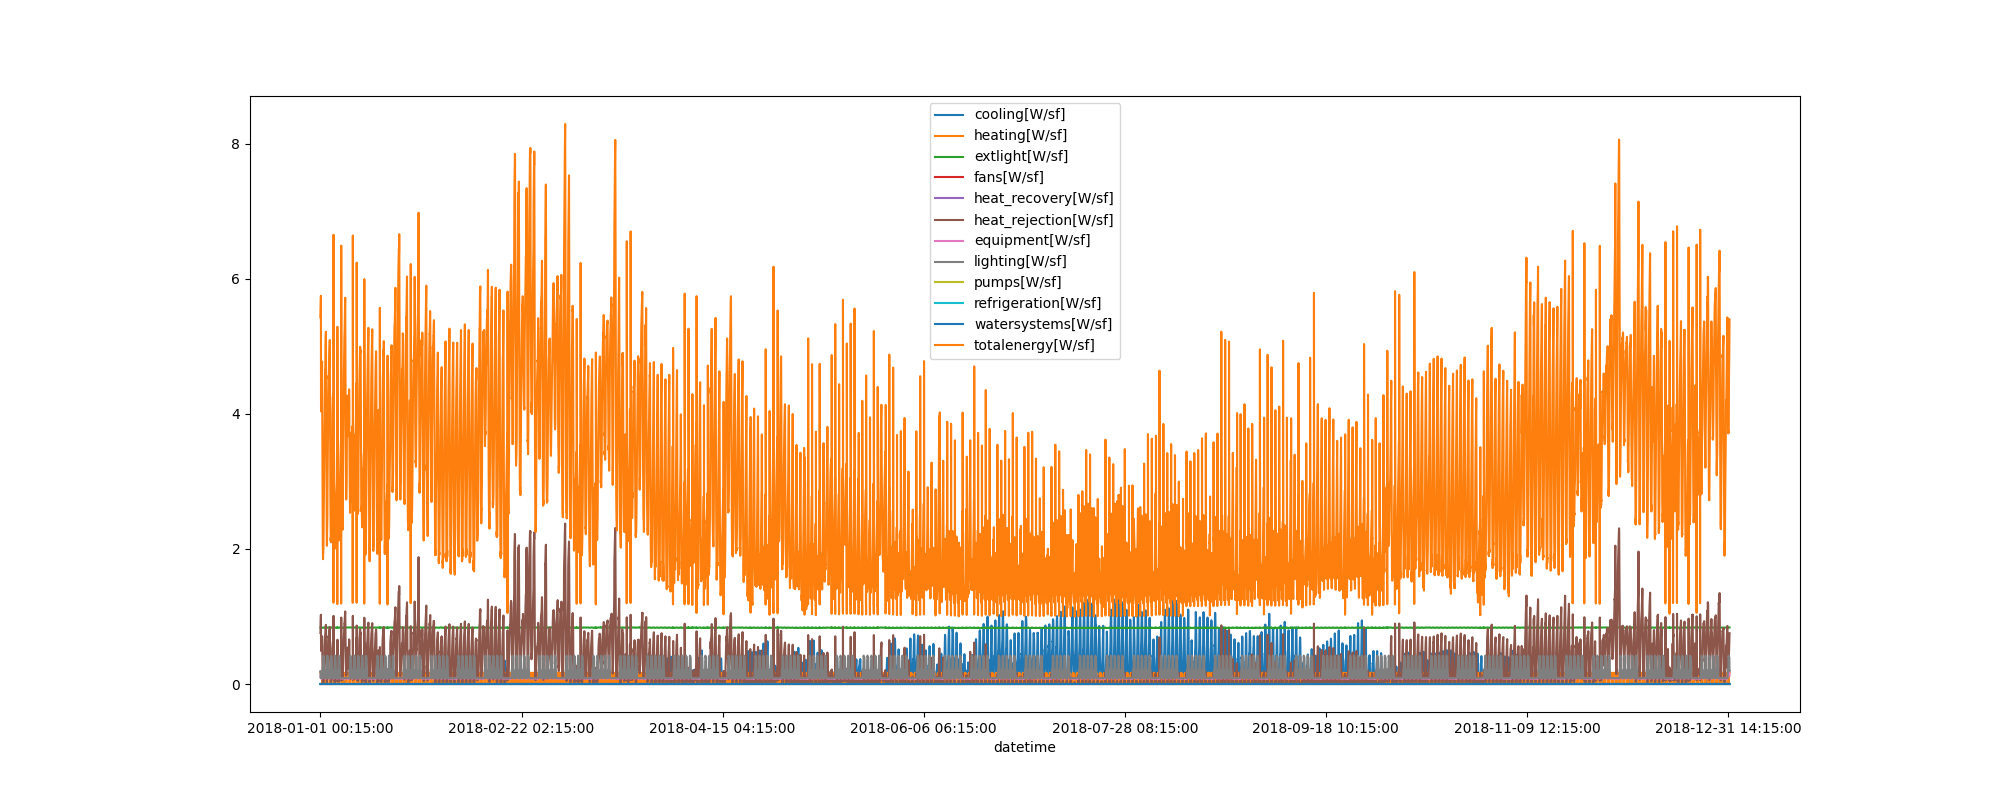 cooling[W/sf]
heating[W/sf]
extlight[W/sf]
fans[W/sf]
heat_recovery[W/sf]
heat_rejection[W/sf]
equipment[W/sf]
lighting[W/sf]
pumps[W/sf]
refrigeration[W/sf]
watersystems[W/sf]
totalenergy[W/sf]
8
6
4
2
0
2018-01-01 00:15:00 2018-02-22 02:15:00 2018-04-15 04:15:00 2018-06-06 06:15:00 2018-07-28 08:15:00 2018-09-18 10:15:00 2018-11-09 12:15:00 2018-12-31 14:15:00
datetime